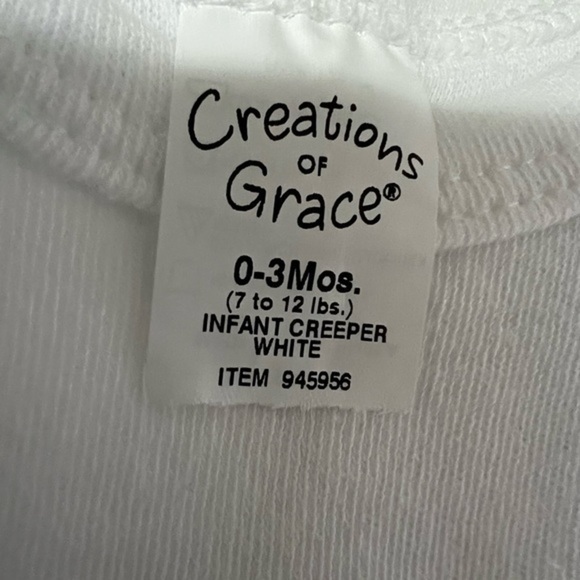 Creations
OF
Grace®
0-3Mos.
(7 to 12 lbs.)
INFANT CREEPER
WHITE
ITEM 945956